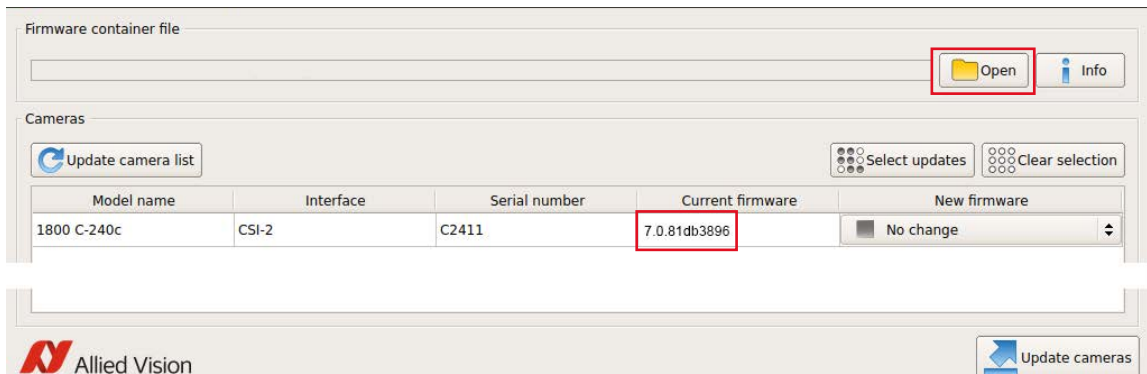 Firmware container file
Open
Info
Cameras
Update camera list
Select updates
Clear selection
Model name Interface Serial number Current firmware New firmware
1800 C-240c CSI-2 C2411 7.0.81db3896 No change
Allied Vision
Update cameras